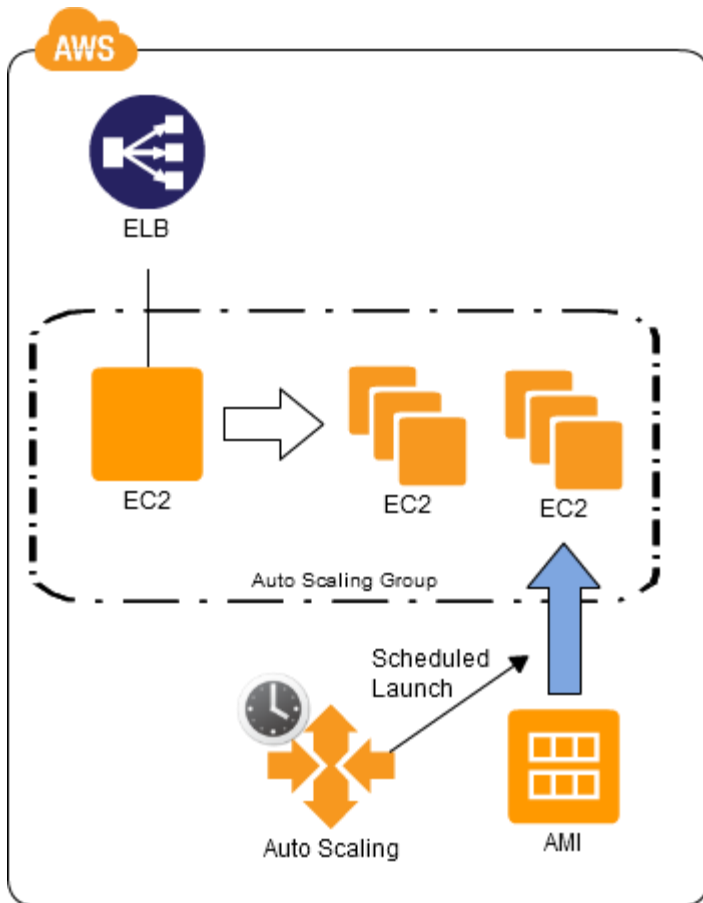 AWS
ELB
EC2
EC2
EC2
Auto Scaling Group
Scheduled
Launch
Auto Scaling
AMI